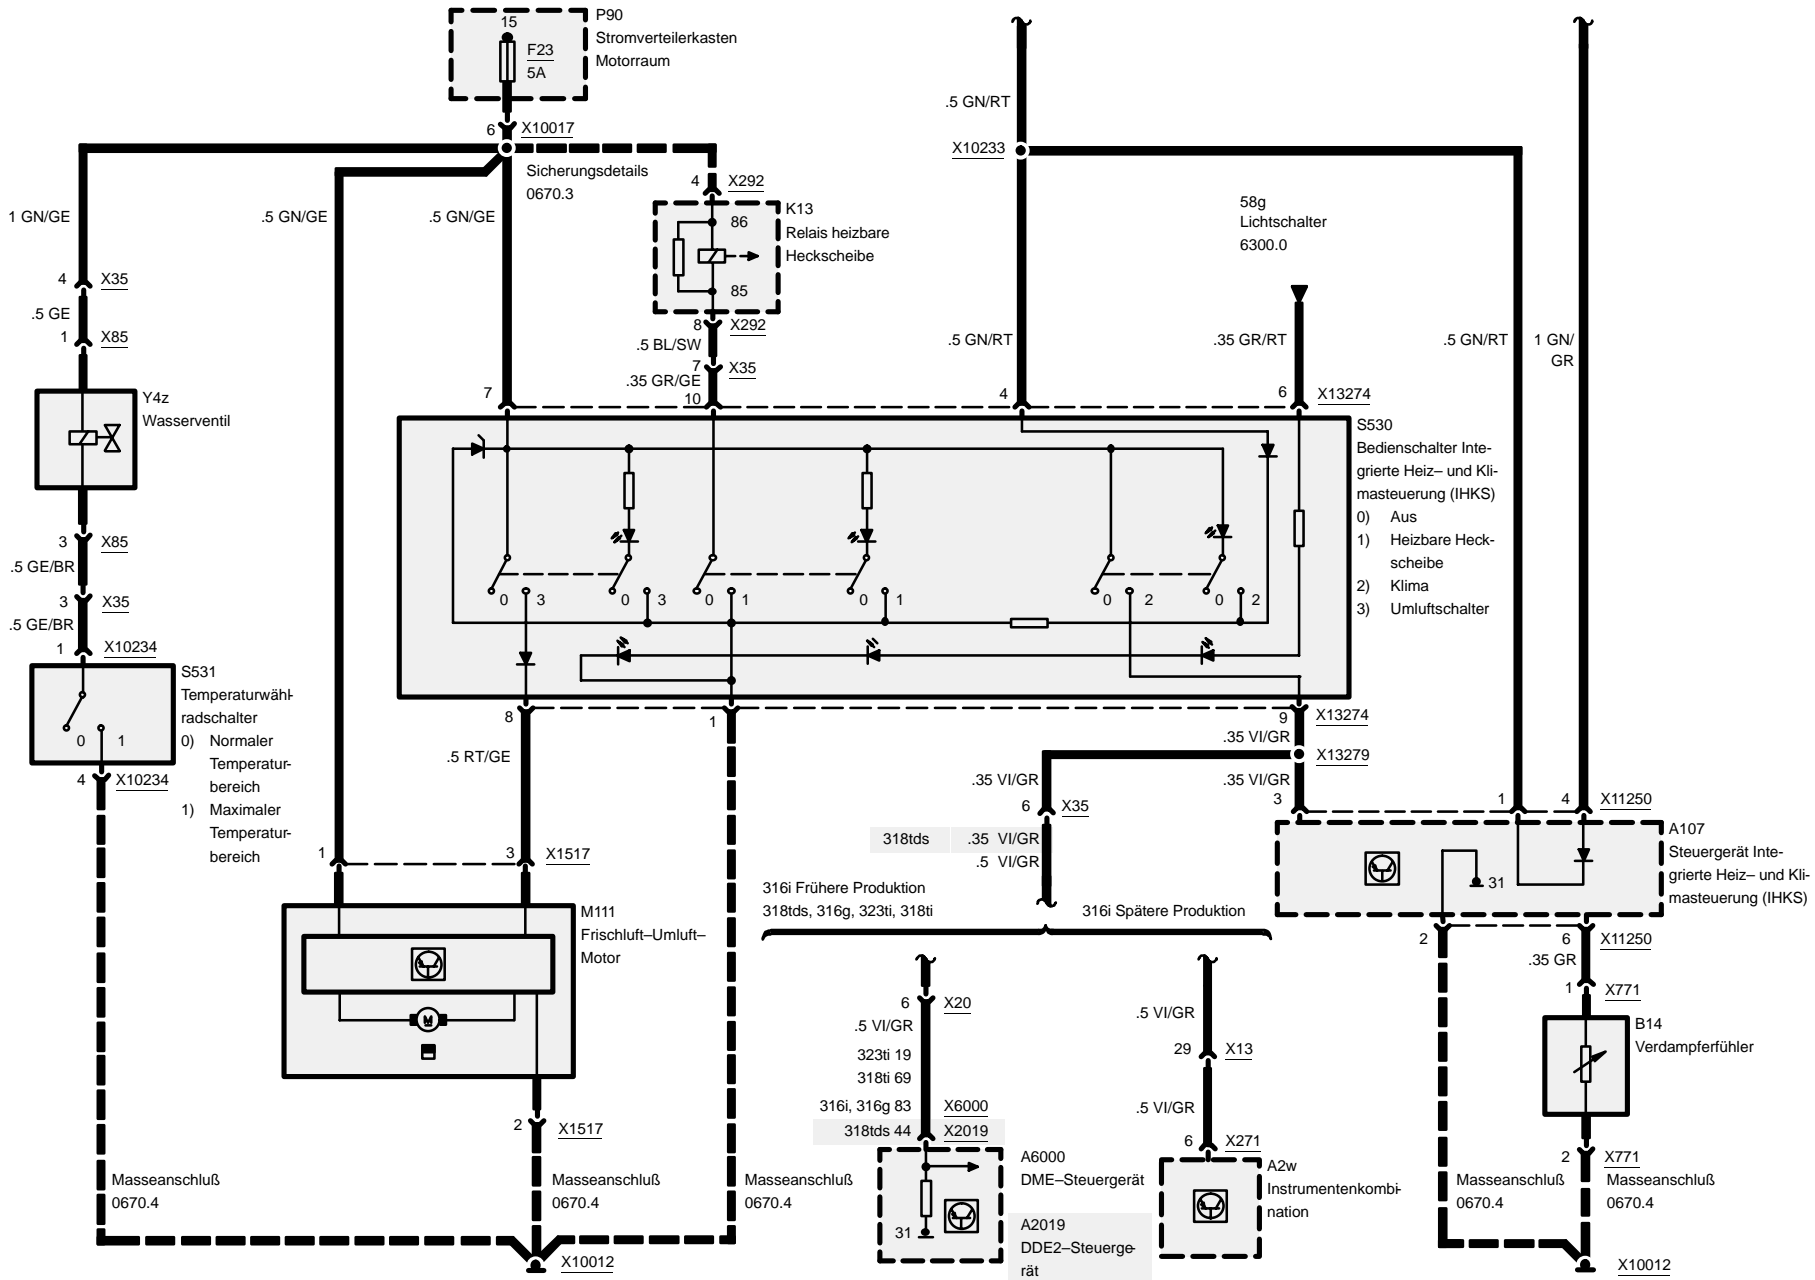 15
F23
5A
P90
Stromverteilerkasten
Motorraum
6
X10017
Sicherungsdetails
0670.3
1 GN/GE
.5 GN/GE
.5 GN/GE
4
X292
K13
Relais heizbare
Heckscheibe
86
85
8
X292
.5 BL/SW
7
X35
.35 GR/GE
.5 GN/RT
X10233
58g
Lichtschalter
6300.0
.5 GN/RT
.35 GR/RT
.5 GN/RT
1 GN/
GR
4
X35
.5 GE
1
X85
Y4z
Wasserventil
3
X85
.5 GE/BR
3
X35
.5 GE/BR
1
X10234
S531
Temperaturwähl-
radschalter
0) Normaler
Temperatur-
bereich
1) Maximaler
Temperatur-
bereich
0 1
4
X10234
7
10
4
6
X13274
S530
Bedienschalter Inte-
grierte Heiz– und Kli-
masteuerung (IHKS)
0) Aus
1) Heizbare Heck-
scheibe
2) Klima
3) Umluftschalter
0 3 0 3 0 1 0 1 0 2 0 2
8
1
9
X13274
.5 RT/GE
.35 VI/GR
X13279
.35 VI/GR
.35 VI/GR
6
X35
318tds .35 VI/GR
.5 VI/GR
3
1
4
X11250
A107
Steuergerät Inte-
grierte Heiz– und Kli-
masteuerung (IHKS)
31
2
6
X11250
.35 GR
1
X771
B14
Verdampferfühler
2
X771
1
3
X1517
M111
Frischluft–Umluft–
Motor
M
2
X1517
316i Frühere Produktion
318tds, 316g, 323ti, 318ti
316i Spätere Produktion
6
X20
.5 VI/GR
323ti 19
318ti 69
316i, 316g 83
X6000
318tds 44
X2019
31
A6000
DME–Steuergerät
A2019
DDE2–Steuerge-
rät
.5 VI/GR
29
X13
.5 VI/GR
6
X271
A2w
Instrumentenkombi-
nation
Masseanschluß
0670.4
Masseanschluß
0670.4
Masseanschluß
0670.4
Masseanschluß
0670.4
Masseanschluß
0670.4
X10012
X10012